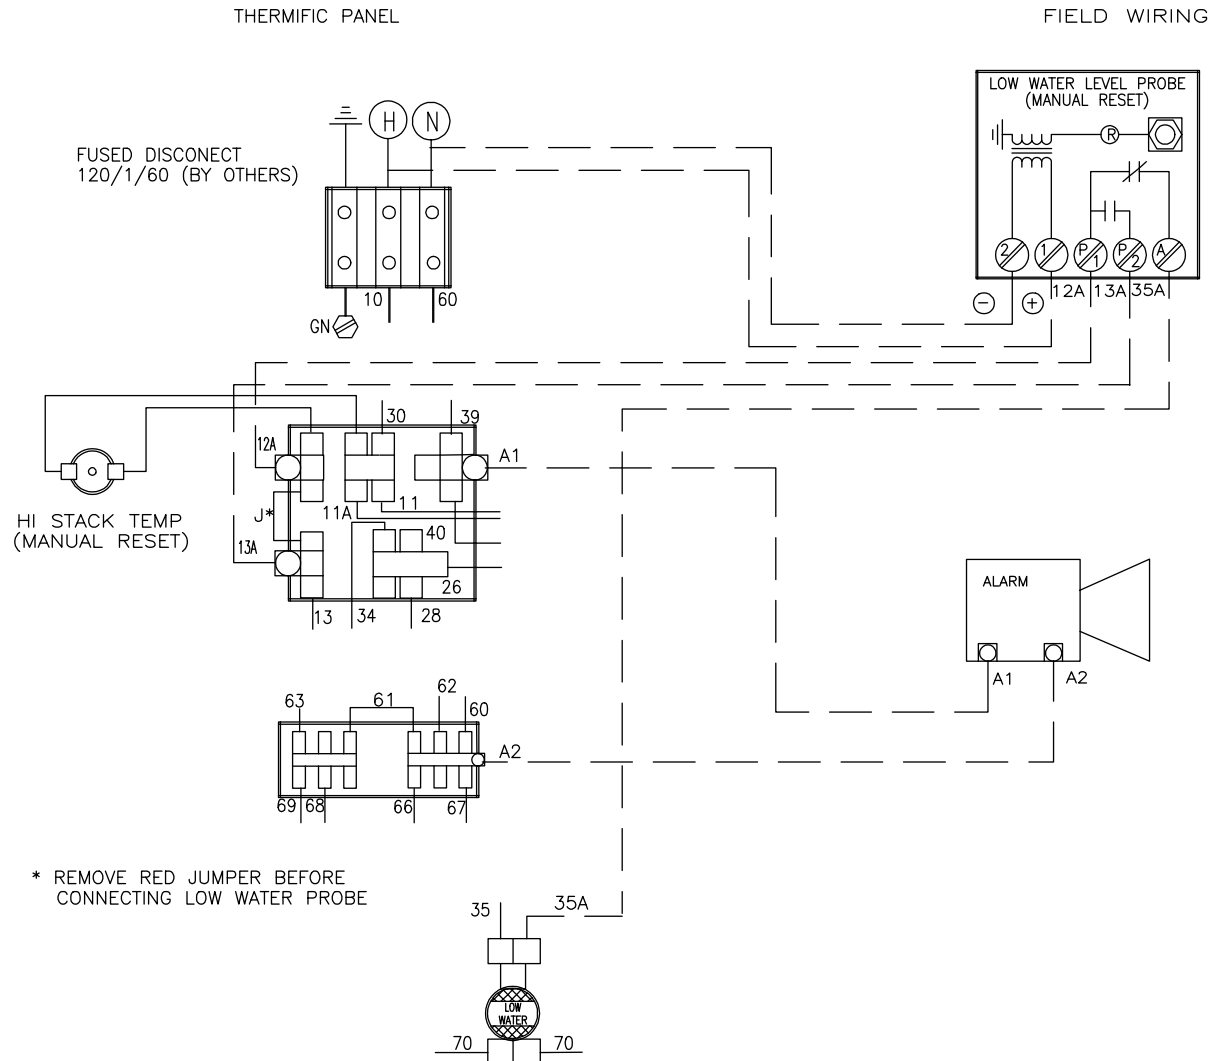 THERMIFIC PANEL
FIELD WIRING
LOW WATER LEVEL PROBE
(MANUAL RESET)
H
N
R
FUSED DISCONECT
120/1/60 (BY OTHERS)
2
1
P 1
P 2
A
10
60
12A
13A
35A
−
+
GN
30
39
12A
A1
HI STACK TEMP
(MANUAL RESET)
J*
11A
11
13A
40
26
13
34
28
ALARM
A1
A2
63
61
62
60
A2
69
68
66
67
* REMOVE RED JUMPER BEFORE
CONNECTING LOW WATER PROBE
35
35A
LOW
WATER
70
70